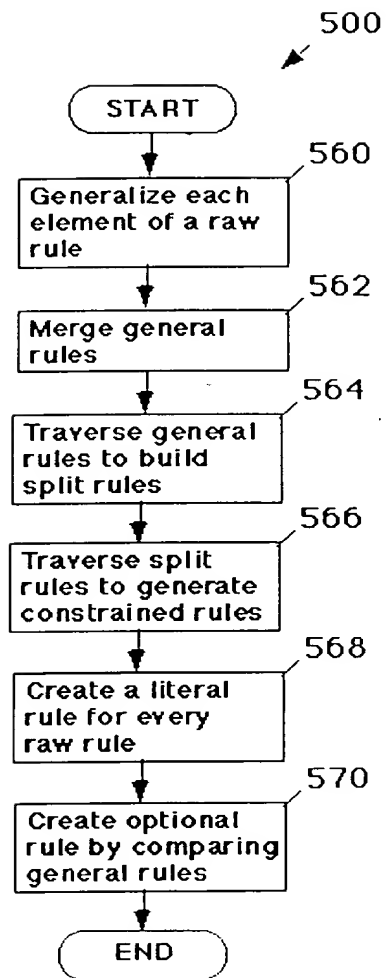 500
START
560
Generalize each
element of a raw
rule
562
Merge general
rules
564
Traverse general
rules to build
split rules
566
Traverse split
rules to generate
constrained rules
568
Create a literal
rule for every
raw rule
570
Create optional
rule by comparing
general rules
END